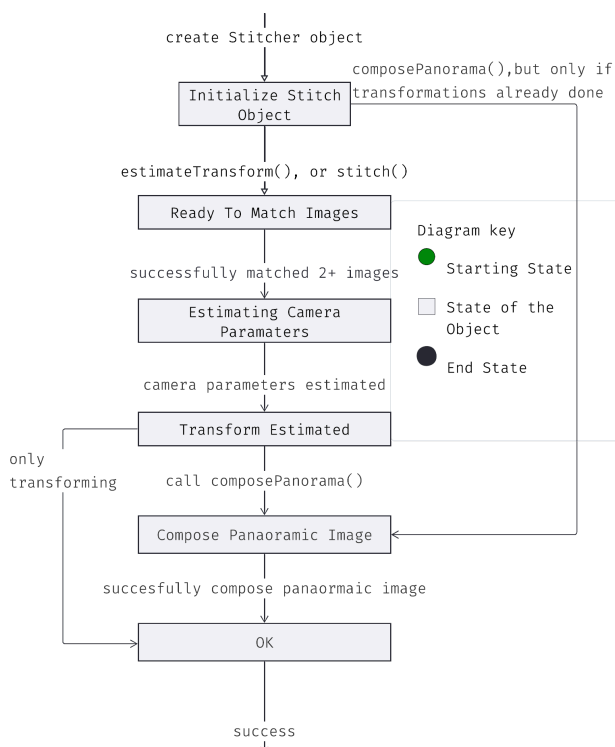 create Stitcher object
composePanorama(),but only if
transformations already done
Initialize Stitch
Object
estimateTransform(), or stitch()
Ready To Match Images
Diagram key
Starting State
State of the
Object
End State
successfully matched 2+ images
Estimating Camera
Paramaters
camera parameters estimated
Transform Estimated
only
transforming
call composePanorama()
Compose Panaoramic Image
succesfully compose panaormaic image
OK
success